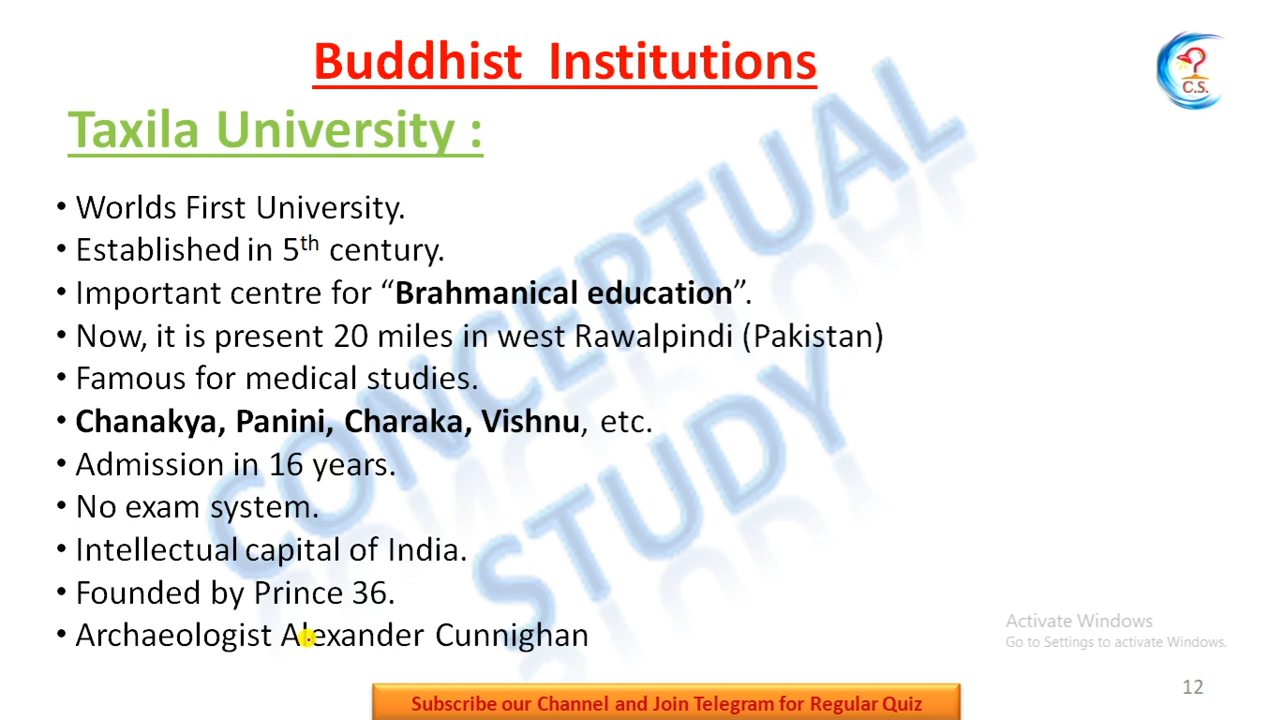 Buddhist Institutions
C.S.
Taxila University :
• Worlds First University.
• Established in 5th century.
• Important centre for “Brahmanical education”.
• Now, it is present 20 miles in west Rawalpindi (Pakistan)
• Famous for medical studies.
• Chanakya, Panini, Charaka, Vishnu, etc.
• Admission in 16 years.
• No exam system.
• Intellectual capital of India.
• Founded by Prince 36.
• Archaeologist Alexander Cunnighan
CONCEPTUAL
STUDY
Activate Windows
Go to Settings to activate Windows.
12
Subscribe our Channel and Join Telegram for Regular Quiz